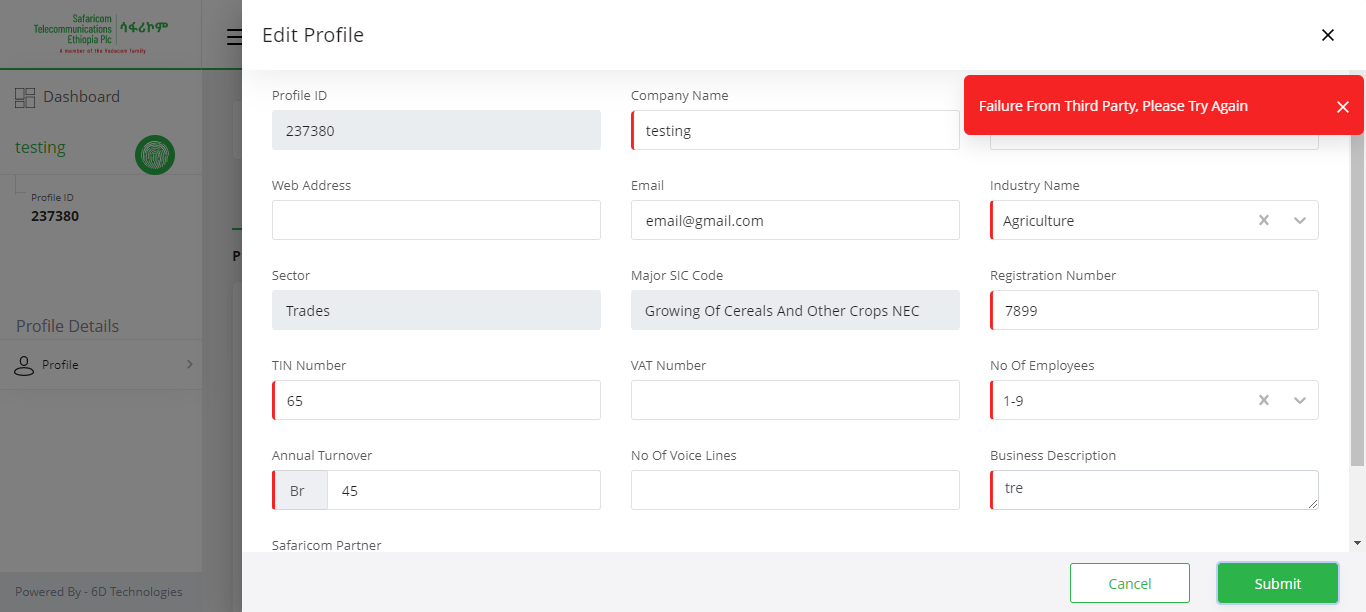 Safaricom
Telecommunications
Ethiopia Plc
ሳፋሪኮም
A member of the Vodacom family
Edit Profile
Failure From Third Party, Please Try Again
Dashboard
testing
Profile ID
237380
Profile Details
Profile
Powered By - 6D Technologies
Profile ID
237380
Company Name
testing
Web Address
Email
email@gmail.com
Industry Name
Agriculture
Sector
Trades
Major SIC Code
Growing Of Cereals And Other Crops NEC
Registration Number
7899
TIN Number
65
VAT Number
No Of Employees
1-9
Annual Turnover
Br 45
No Of Voice Lines
Business Description
tre
Safaricom Partner
Cancel
Submit